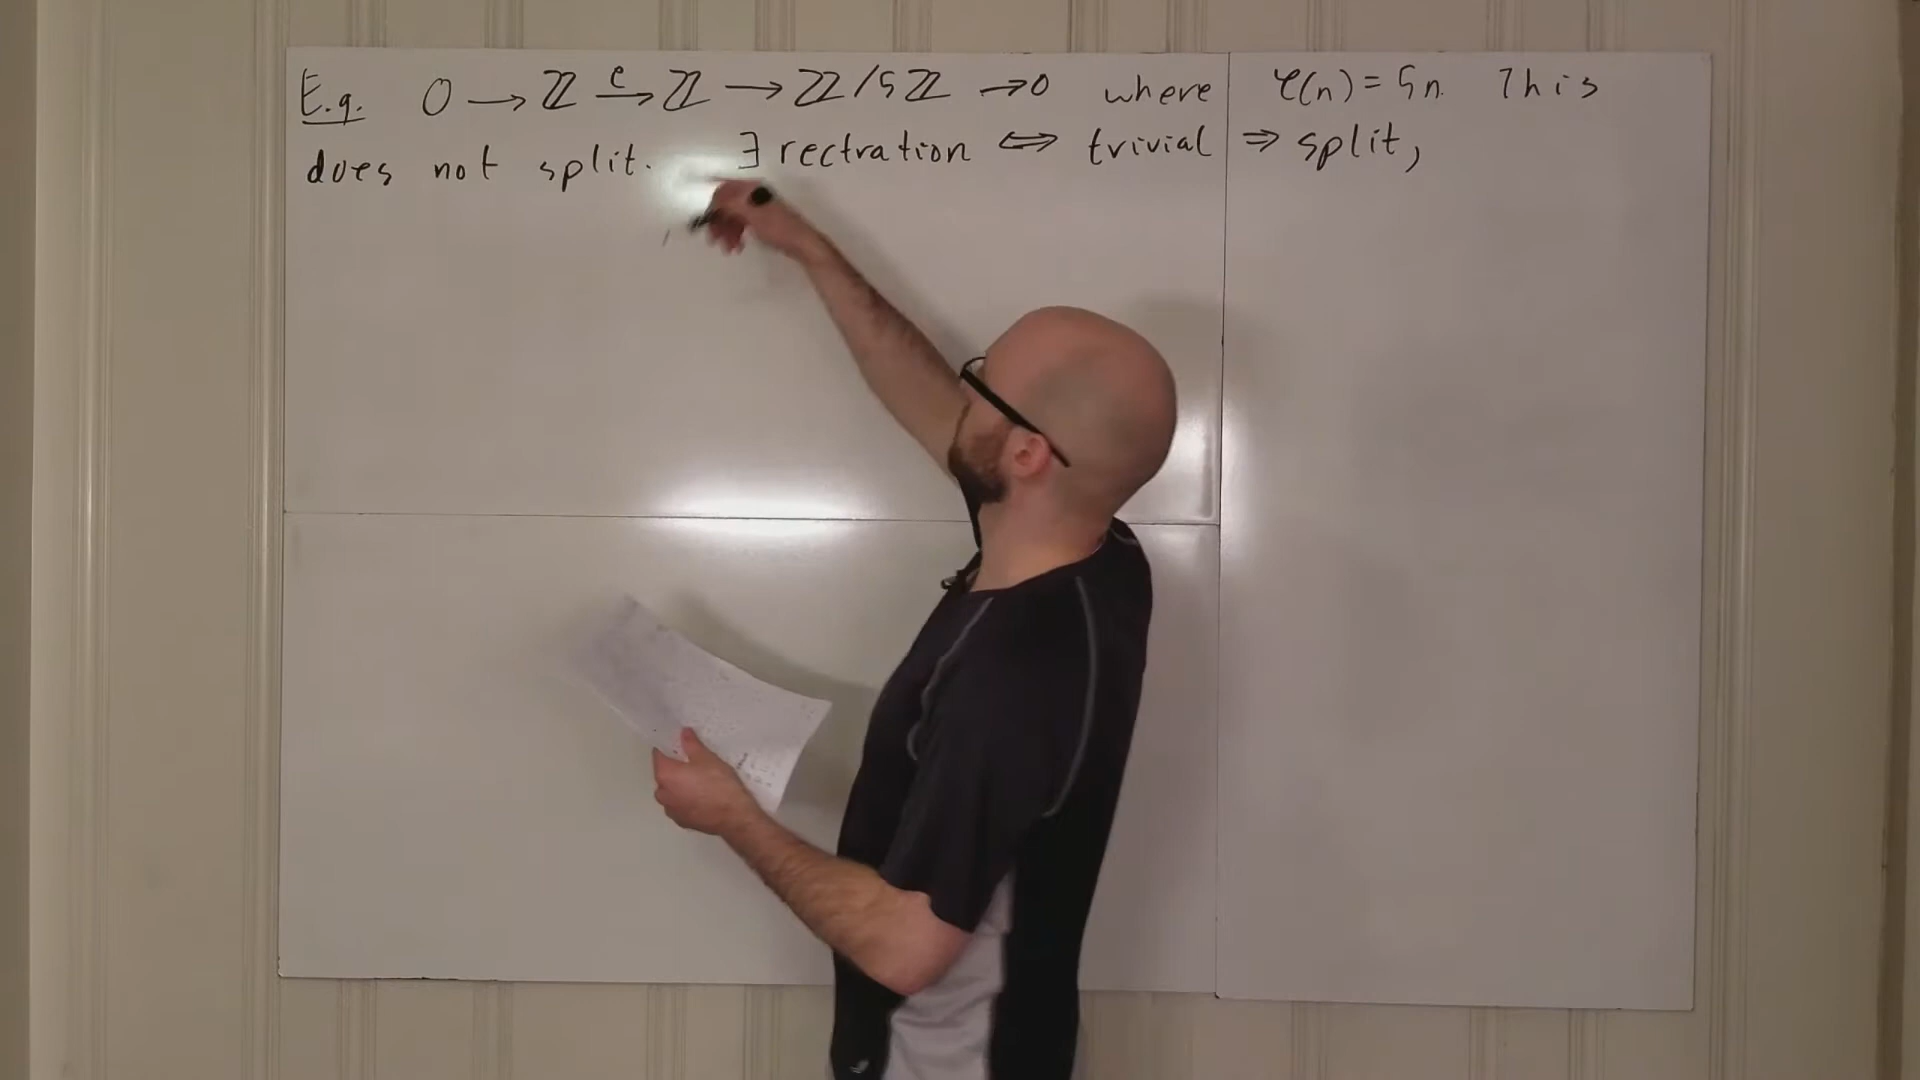 E.g. 0 → ℤ —φ→ ℤ → ℤ/5ℤ → 0 where φ(n) = 5n. This
does not split. ∃ rectration ⇔ trivial ⇒ split,